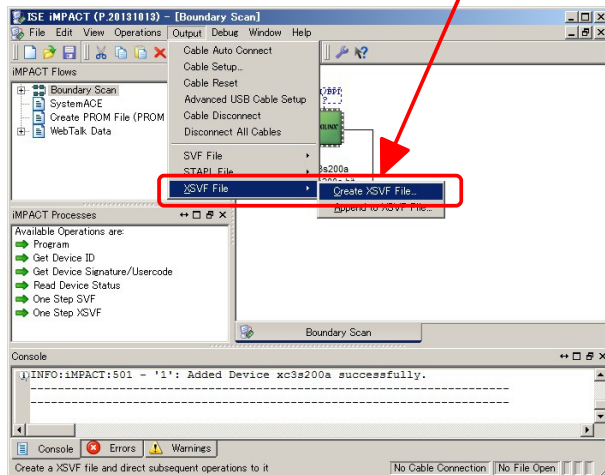 ISE iMPACT (P.20131013) - [Boundary Scan]
File Edit View Operations Output Debug Window Help
Cable Auto Connect
Cable Setup...
Cable Reset
Advanced USB Cable Setup
Cable Disconnect
Disconnect All Cables
SVF File
STAPL File
XSVF File
Create XSVF File...
Append to XSVF File...
iMPACT Flows
Boundary Scan
SystemACE
Create PROM File (PROM
WebTalk Data
iMPACT Processes
Available Operations are:
Program
Get Device ID
Get Device Signature/Usercode
Read Device Status
One Step SVF
One Step XSVF
Boundary Scan
Console
INFO:iMPACT:501 - '1': Added Device xc3s200a successfully.
----------------------------------------------------------------------
----------------------------------------------------------------------
Console Errors Warnings
Create a XSVF file and direct subsequent operations to it
No Cable Connection No File Open